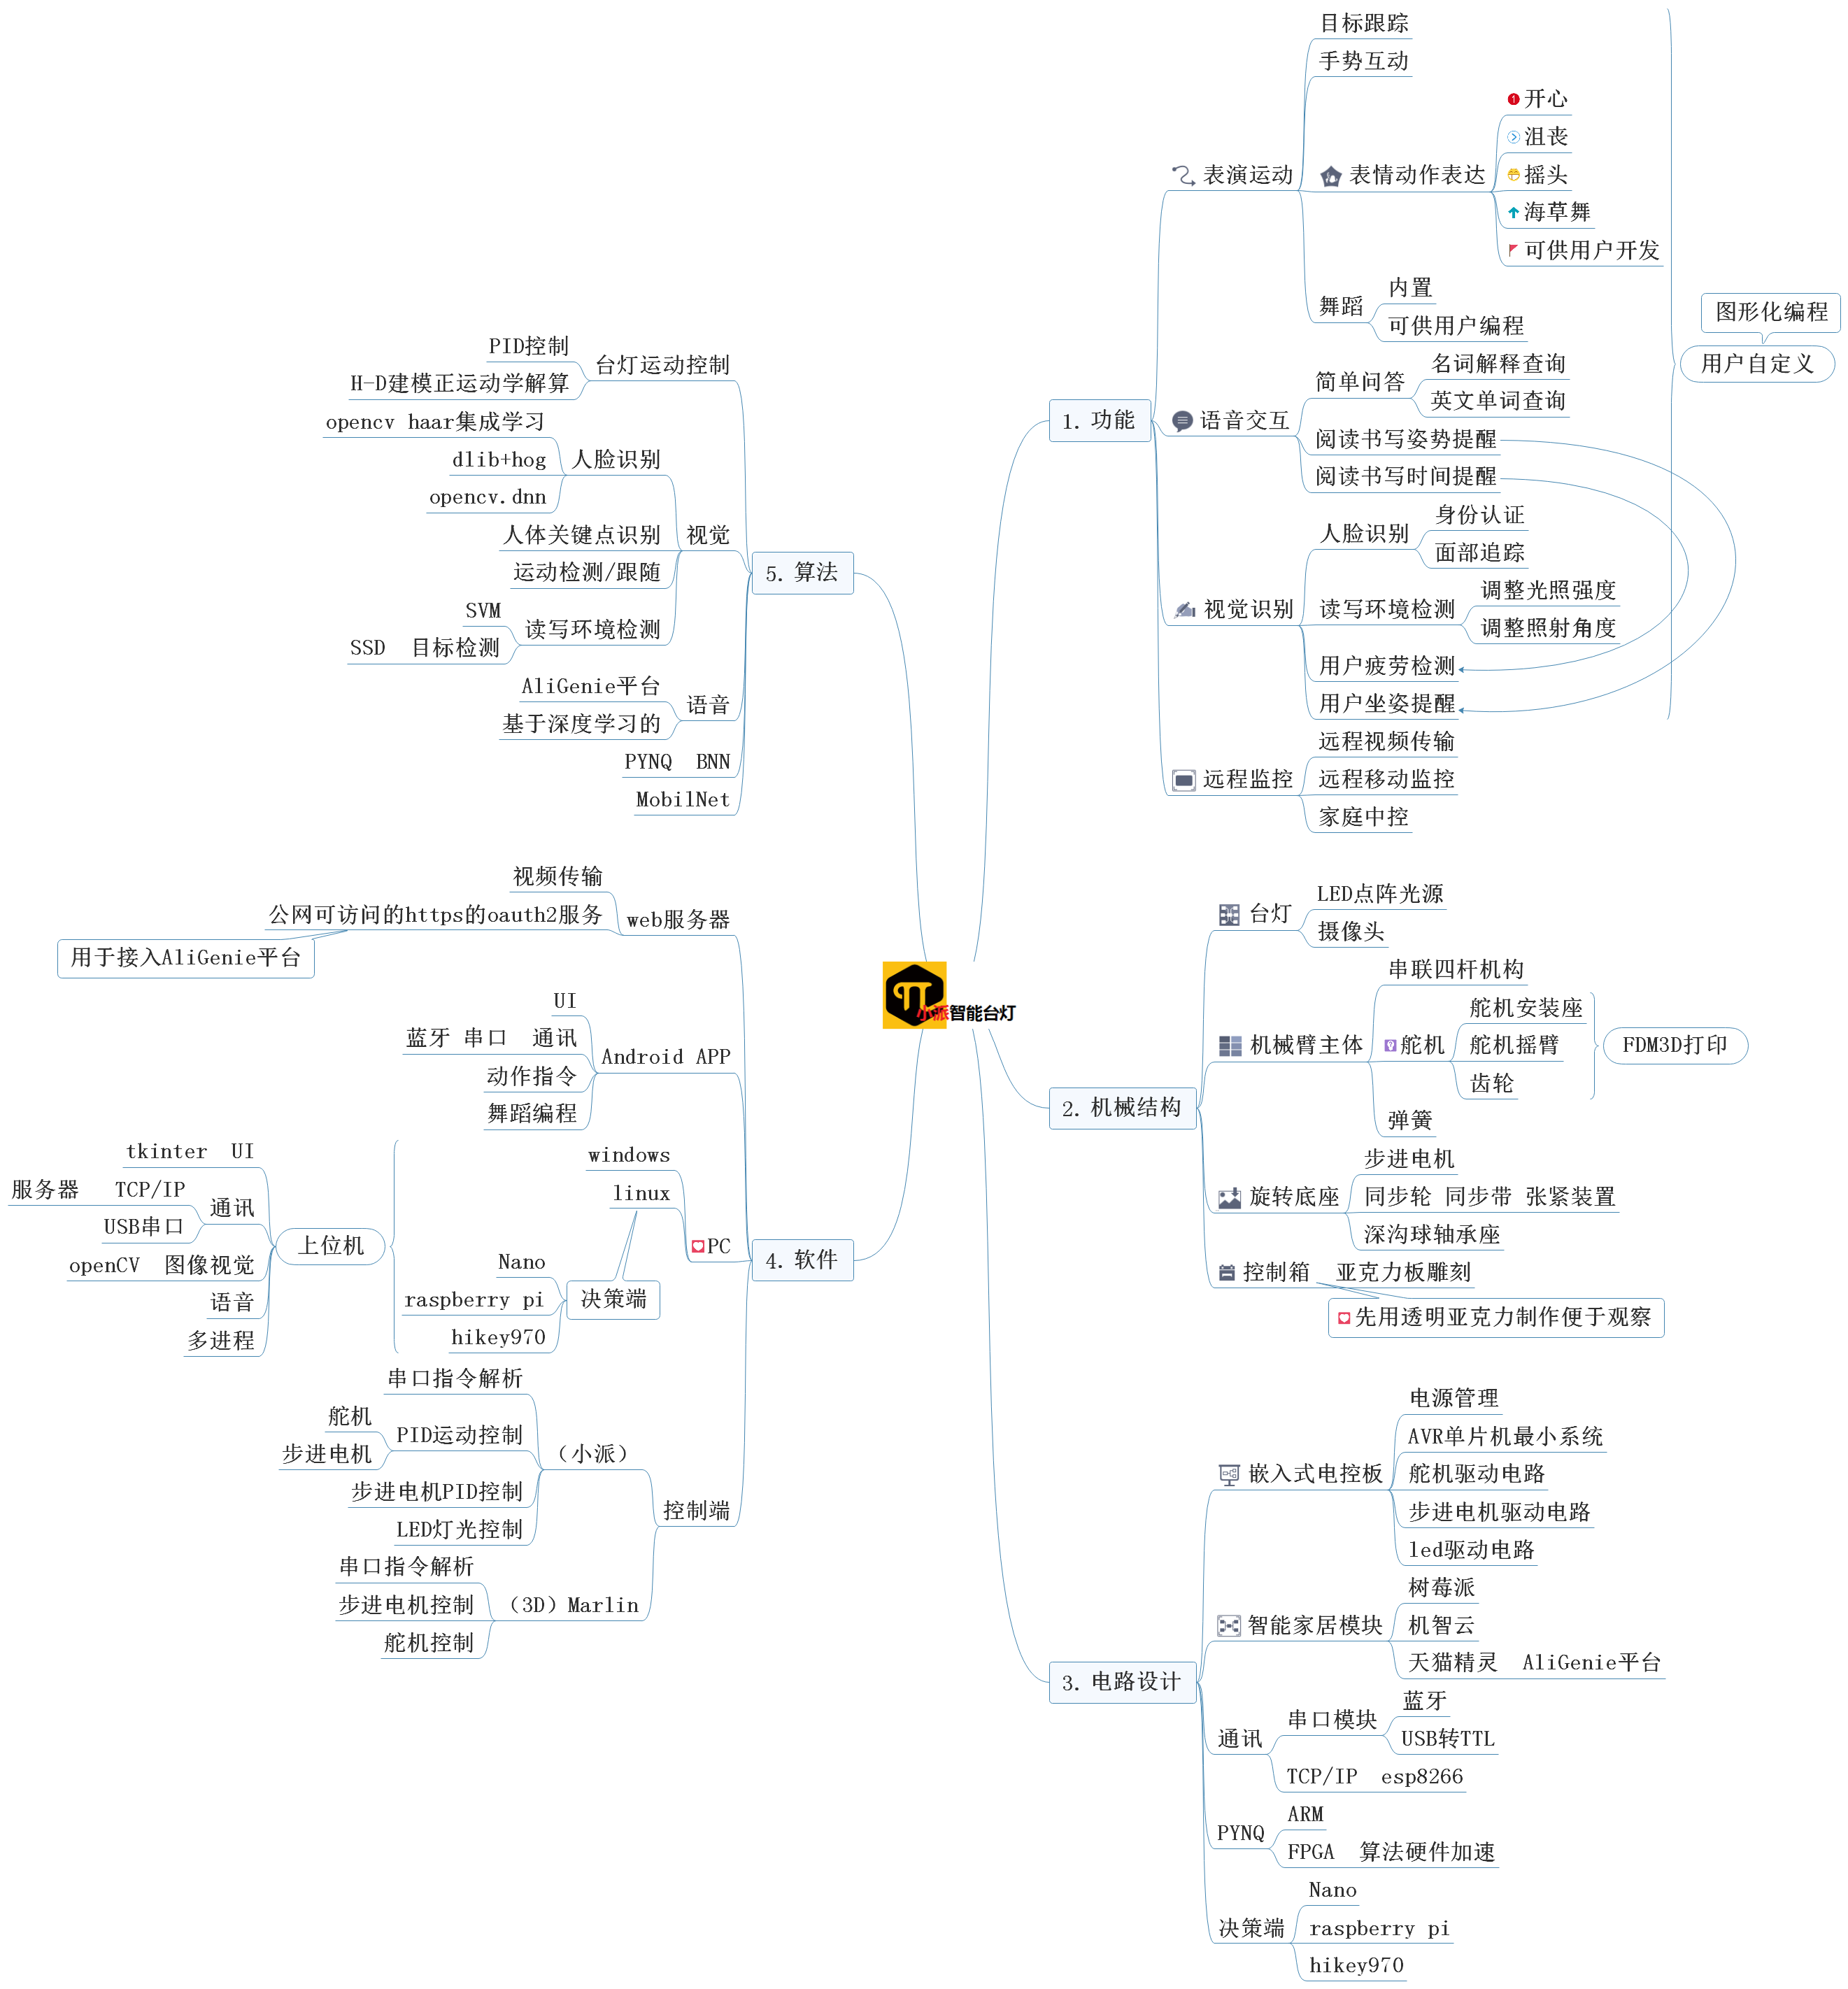 小派智能台灯
1. 功能
表演运动
目标跟踪
手势互动
表情动作表达
开心
沮丧
摇头
海草舞
可供用户开发
舞蹈
内置
可供用户编程
语音交互
简单问答
名词解释查询
英文单词查询
阅读书写姿势提醒
阅读书写时间提醒
视觉识别
人脸识别
身份认证
面部追踪
读写环境检测
调整光照强度
调整照射角度
用户疲劳检测
用户坐姿提醒
远程监控
远程视频传输
远程移动监控
家庭中控
图形化编程
用户自定义
2. 机械结构
台灯
LED点阵光源
摄像头
机械臂主体
串联四杆机构
舵机
舵机安装座
舵机摇臂
齿轮
FDM3D打印
弹簧
旋转底座
步进电机
同步轮 同步带 张紧装置
深沟球轴承座
控制箱
亚克力板雕刻
先用透明亚克力制作便于观察
3. 电路设计
嵌入式电控板
电源管理
AVR单片机最小系统
舵机驱动电路
步进电机驱动电路
led驱动电路
智能家居模块
树莓派
机智云
天猫精灵 AliGenie平台
通讯
串口模块
蓝牙
USB转TTL
TCP/IP esp8266
PYNQ
ARM
FPGA 算法硬件加速
决策端
Nano
raspberry pi
hikey970
4. 软件
web服务器
视频传输
公网可访问的https的oauth2服务
用于接入AliGenie平台
Android APP
UI
蓝牙 串口 通讯
动作指令
舞蹈编程
PC
windows
linux
决策端
Nano
raspberry pi
hikey970
上位机
tkinter UI
通讯
服务器 TCP/IP
USB串口
openCV 图像视觉
语音
多进程
控制端
（小派）
串口指令解析
PID运动控制
舵机
步进电机
步进电机PID控制
LED灯光控制
（3D）Marlin
串口指令解析
步进电机控制
舵机控制
5. 算法
台灯运动控制
PID控制
H-D建模正运动学解算
视觉
人脸识别
opencv haar集成学习
dlib+hog
opencv.dnn
人体关键点识别
运动检测/跟随
读写环境检测
SVM
SSD 目标检测
语音
AliGenie平台
基于深度学习的
PYNQ BNN
MobilNet